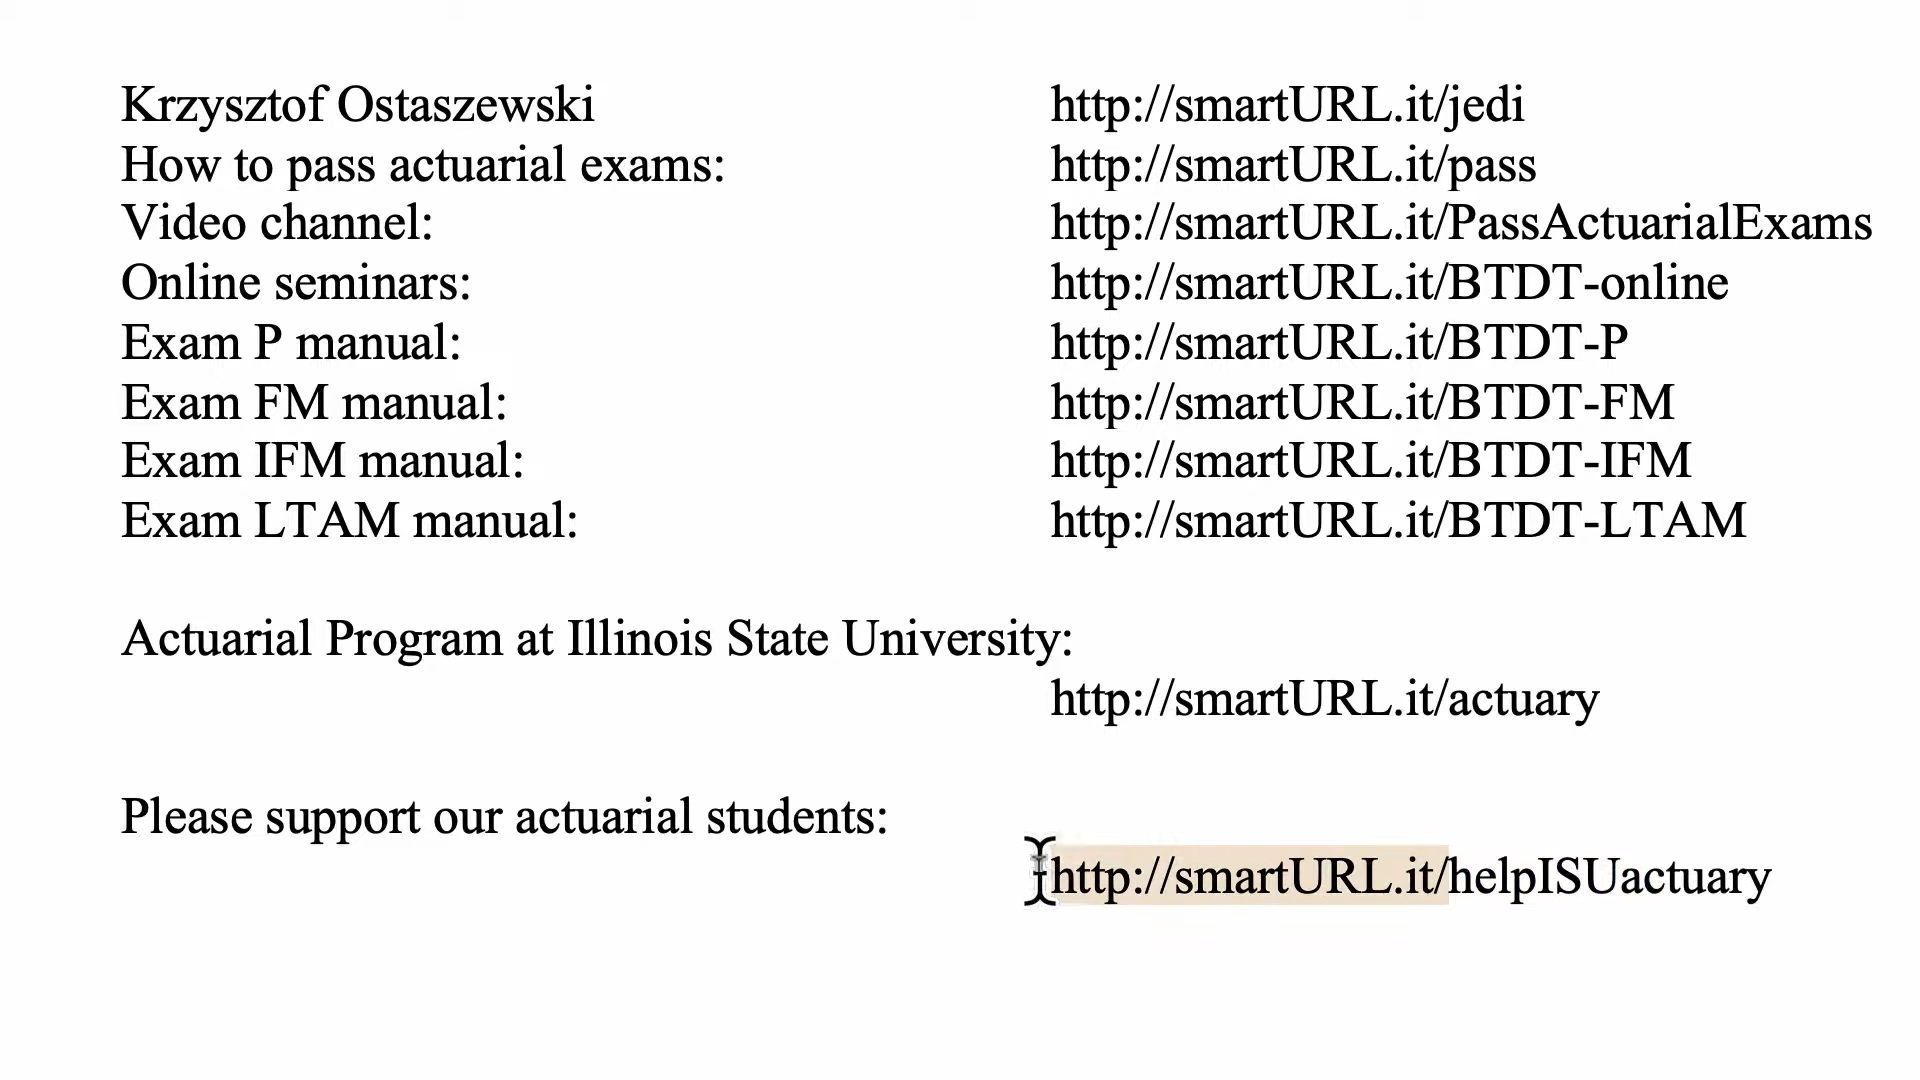 Krzysztof Ostaszewski http://smartURL.it/jedi
How to pass actuarial exams: http://smartURL.it/pass
Video channel: http://smartURL.it/PassActuarialExams
Online seminars: http://smartURL.it/BTDT-online
Exam P manual: http://smartURL.it/BTDT-P
Exam FM manual: http://smartURL.it/BTDT-FM
Exam IFM manual: http://smartURL.it/BTDT-IFM
Exam LTAM manual: http://smartURL.it/BTDT-LTAM
Actuarial Program at Illinois State University:
http://smartURL.it/actuary
Please support our actuarial students:
http://smartURL.it/helpISUactuary